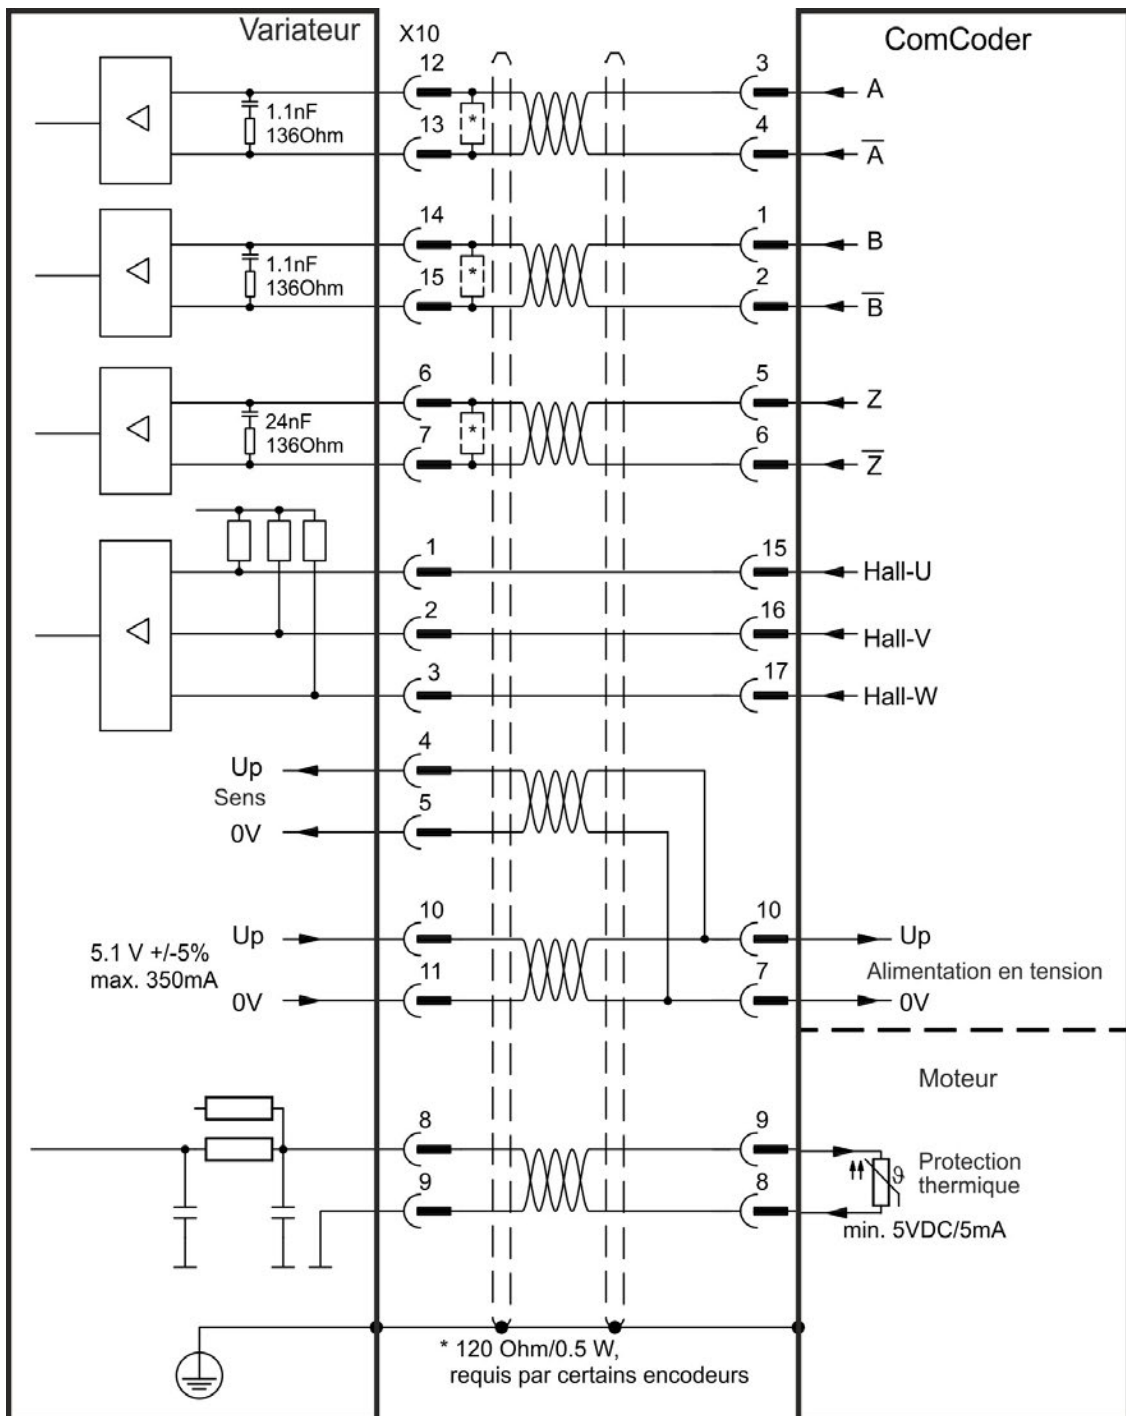 Variateur
X10
ComCoder
12
3
A
1.1nF
*
136Ohm
13
4
A̅
14
1
B
1.1nF
*
136Ohm
15
2
B̅
6
5
Z
24nF
*
136Ohm
7
6
Z̅
1
15
Hall-U
2
16
Hall-V
3
17
Hall-W
4
Up
Sens
5
0V
10
10
Up
Up
5.1 V +/-5%
max. 350mA
Alimentation en tension
11
7
0V
0V
Moteur
8
9
Protection
thermique
ϑ
9
8
min. 5VDC/5mA
* 120 Ohm/0.5 W,
requis par certains encodeurs